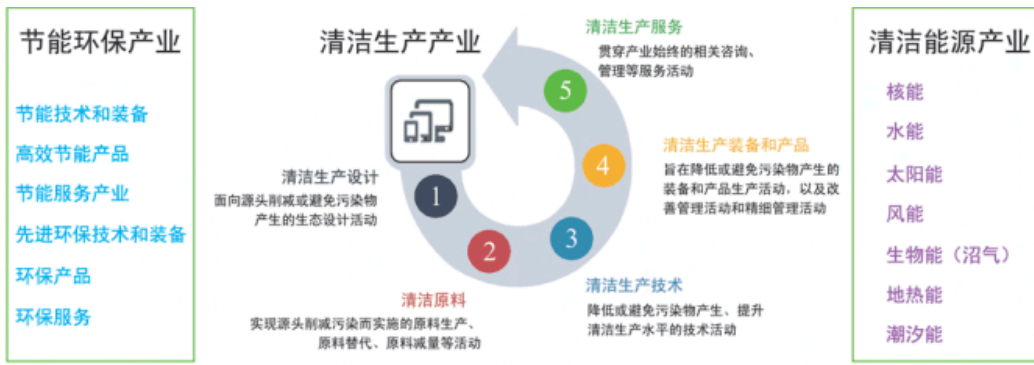 节能环保产业
节能技术和装备
高效节能产品
节能服务产业
先进环保技术和装备
环保产品
环保服务
清洁生产产业
1
清洁生产设计
面向源头削减或避免污染物
产生的生态设计活动
2
清洁原料
实现源头削减污染而实施的原料生产、
原料替代、原料减量等活动
3
清洁生产技术
降低或避免污染物产生、提升
清洁生产水平的技术活动
4
清洁生产装备和产品
旨在降低或避免污染物产生的
装备和产品生产活动，以及改
善管理活动和精细管理活动
5
清洁生产服务
贯穿产业始终的相关咨询、
管理等服务活动
清洁能源产业
核能
水能
太阳能
风能
生物能（沼气）
地热能
潮汐能